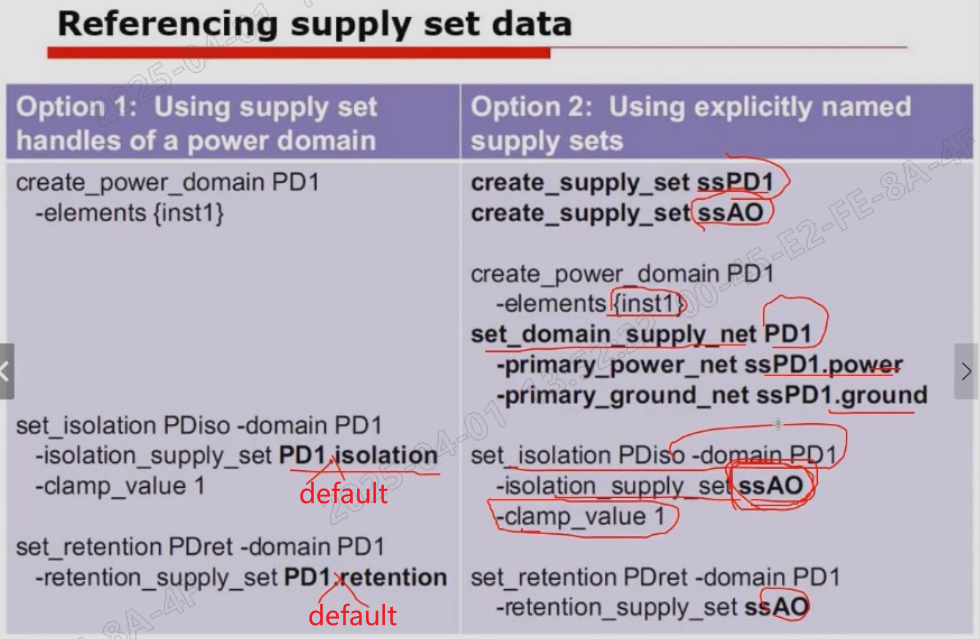 Referencing supply set data
Option 1: Using supply set
handles of a power domain
create_power_domain PD1
-elements {inst1}
set_isolation PDiso -domain PD1
-isolation_supply_set PD1.isolation
-clamp_value 1
default
set_retention PDret -domain PD1
-retention_supply_set PD1.retention
default
Option 2: Using explicitly named
supply sets
create_supply_set ssPD1
create_supply_set ssAO
create_power_domain PD1
-elements {inst1}
set_domain_supply_net PD1
-primary_power_net ssPD1.power
-primary_ground_net ssPD1.ground
set_isolation PDiso -domain PD1
-isolation_supply_set ssAO
-clamp_value 1
set_retention PDret -domain PD1
-retention_supply_set ssAO